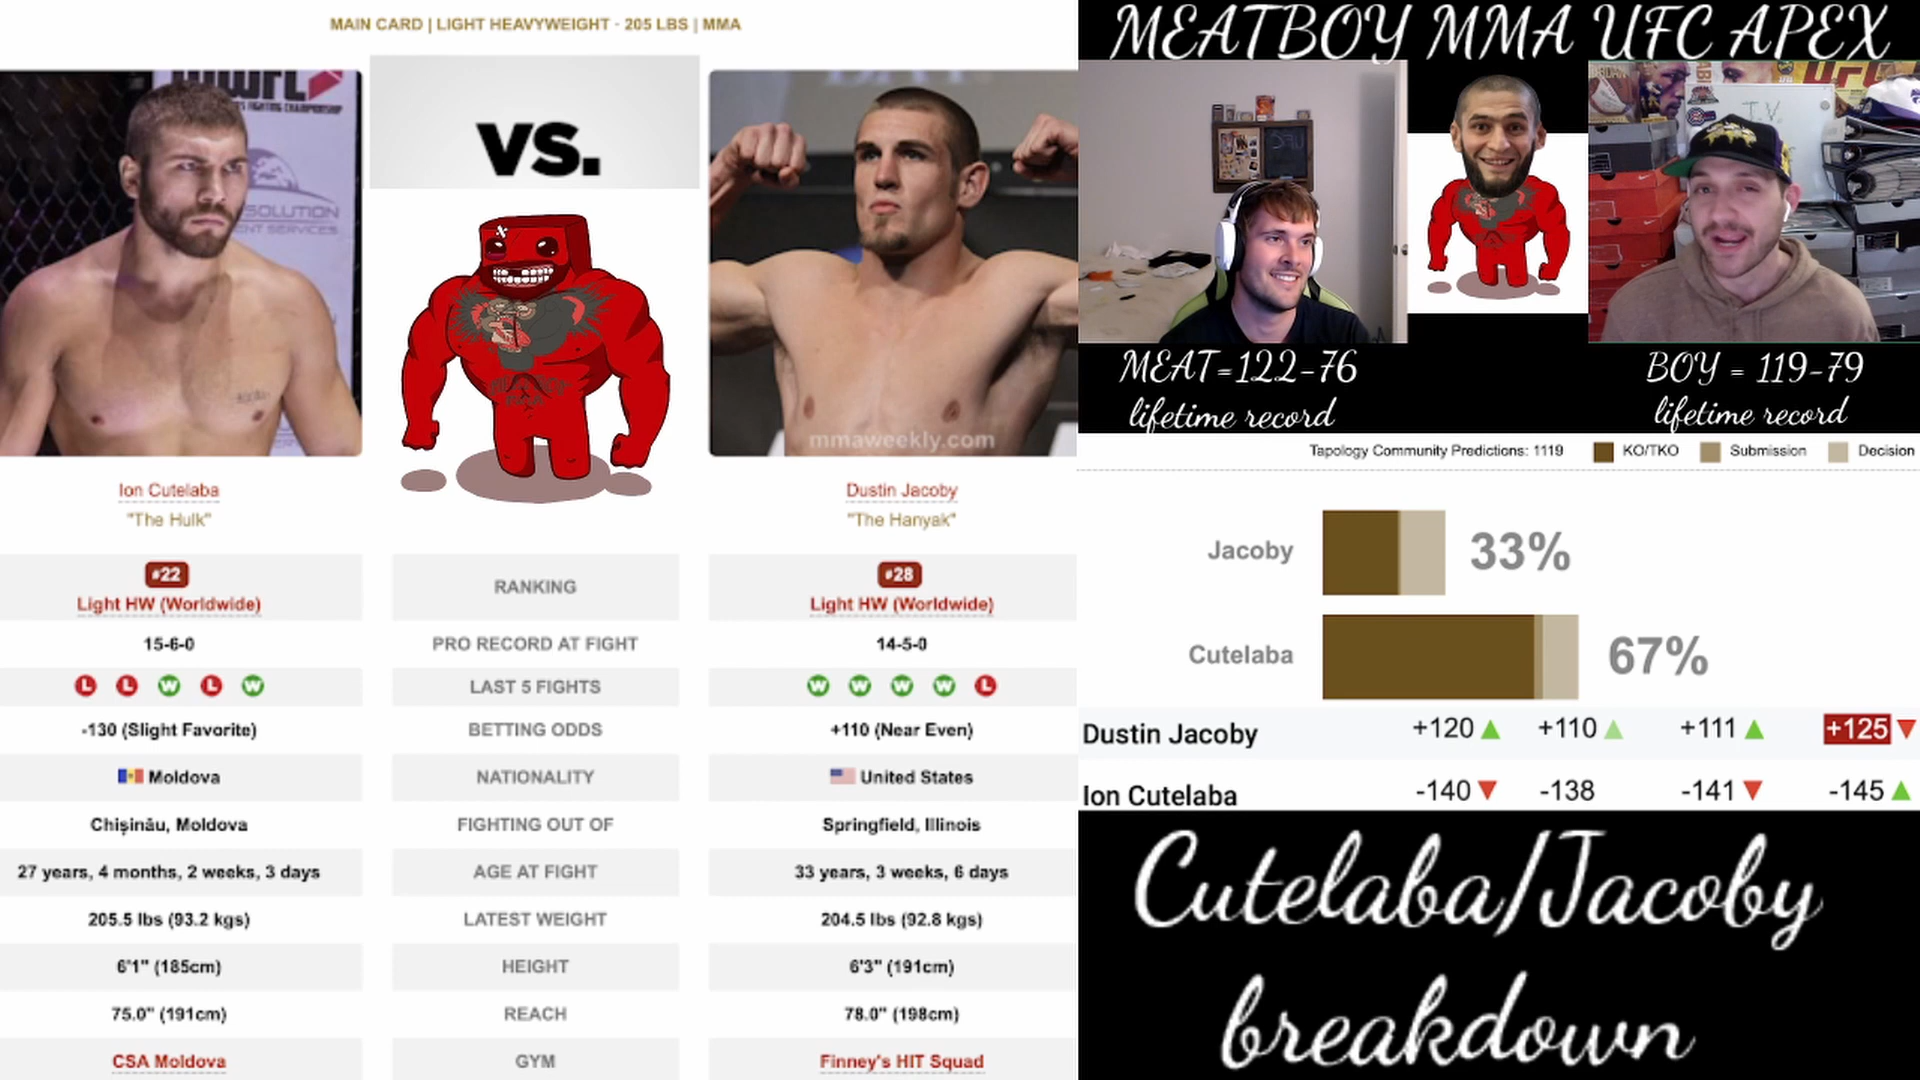 MAIN CARD | LIGHT HEAVYWEIGHT - 205 LBS | MMA
VS.
mmaweekly.com
Ion Cutelaba
"The Hulk"
Dustin Jacoby
"The Hanyak"
#22
Light HW (Worldwide)
RANKING
#28
Light HW (Worldwide)
15-6-0
PRO RECORD AT FIGHT
14-5-0
L L W L W
LAST 5 FIGHTS
W W W W L
-130 (Slight Favorite)
BETTING ODDS
+110 (Near Even)
Moldova
NATIONALITY
United States
Chișinău, Moldova
FIGHTING OUT OF
Springfield, Illinois
27 years, 4 months, 2 weeks, 3 days
AGE AT FIGHT
33 years, 3 weeks, 6 days
205.5 lbs (93.2 kgs)
LATEST WEIGHT
204.5 lbs (92.8 kgs)
6'1" (185cm)
HEIGHT
6'3" (191cm)
75.0" (191cm)
REACH
78.0" (198cm)
CSA Moldova
GYM
Finney's HIT Squad
MEATBOY MMA UFC APEX
MEAT=122-76
lifetime record
BOY = 119-79
lifetime record
Tapology Community Predictions: 1119
KO/TKO
Submission
Decision
Jacoby
33%
Cutelaba
67%
Dustin Jacoby +120 +110 +111 +125
Ion Cutelaba -140 -138 -141 -145
Cutelaba/Jacoby
breakdown